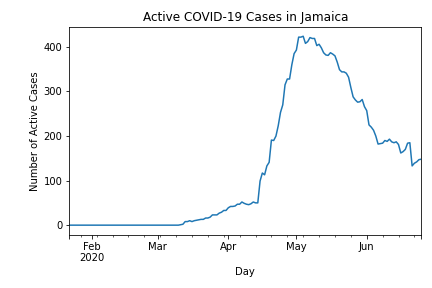 Active COVID-19 Cases in Jamaica
400
300
200
100
0
Number of Active Cases
Feb Mar Apr May Jun
2020
Day